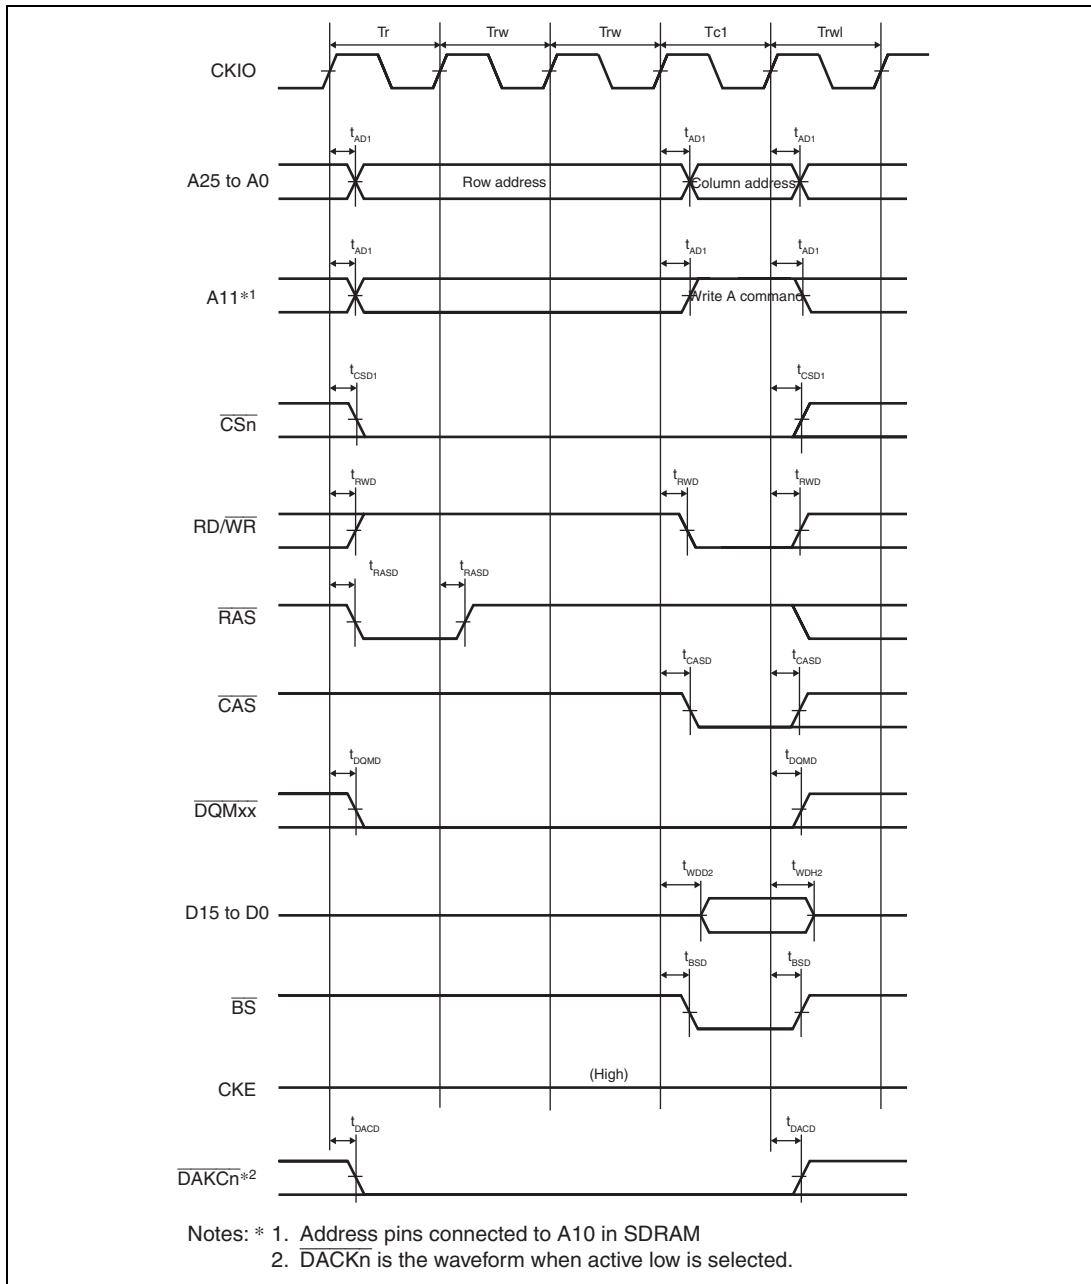 Tr Trw Trw Tc1 Trwl
CKIO
tAD1 tAD1 tAD1
A25 to A0 Row address Column address
tAD1 tAD1 tAD1
A11*1 Write A command
tCSD1 tCSD1
CSn
tRWD tRWD tRWD
RD/WR
tRASD tRASD
RAS
tCASD tCASD
CAS
tDQMD tDQMD
DQMxx
tWDD2 tWDH2
D15 to D0
tBSD tBSD
BS
(High)
CKE
tDACD tDACD
DAKCn*2
Notes: * 1. Address pins connected to A10 in SDRAM
2. DACKn is the waveform when active low is selected.